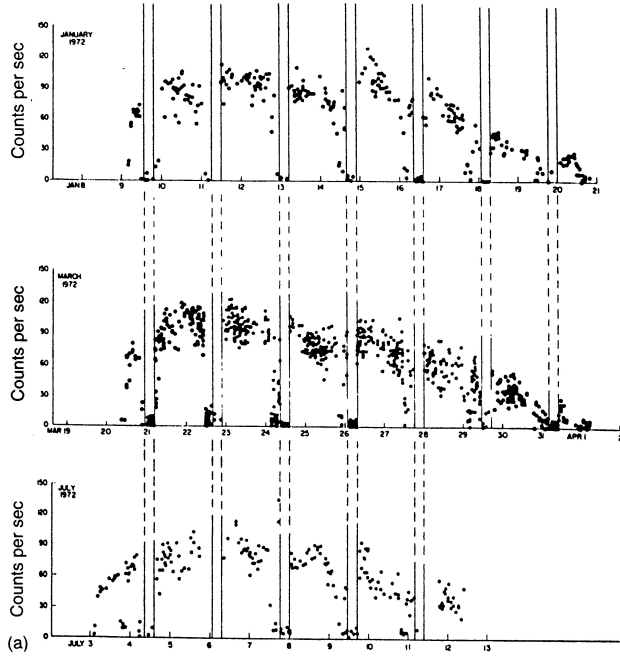 JANUARY
1972
Counts per sec
150
120
90
60
30
0
JAN 8 9 10 11 12 13 14 15 16 17 18 19 20 21
MARCH
1972
Counts per sec
150
120
90
60
30
0
MAR 19 20 21 22 23 24 25 26 27 28 29 30 31 APR 1 2
JULY
1972
Counts per sec
150
120
90
60
30
0
(a)
JULY 3 4 5 6 7 8 9 10 11 12 13